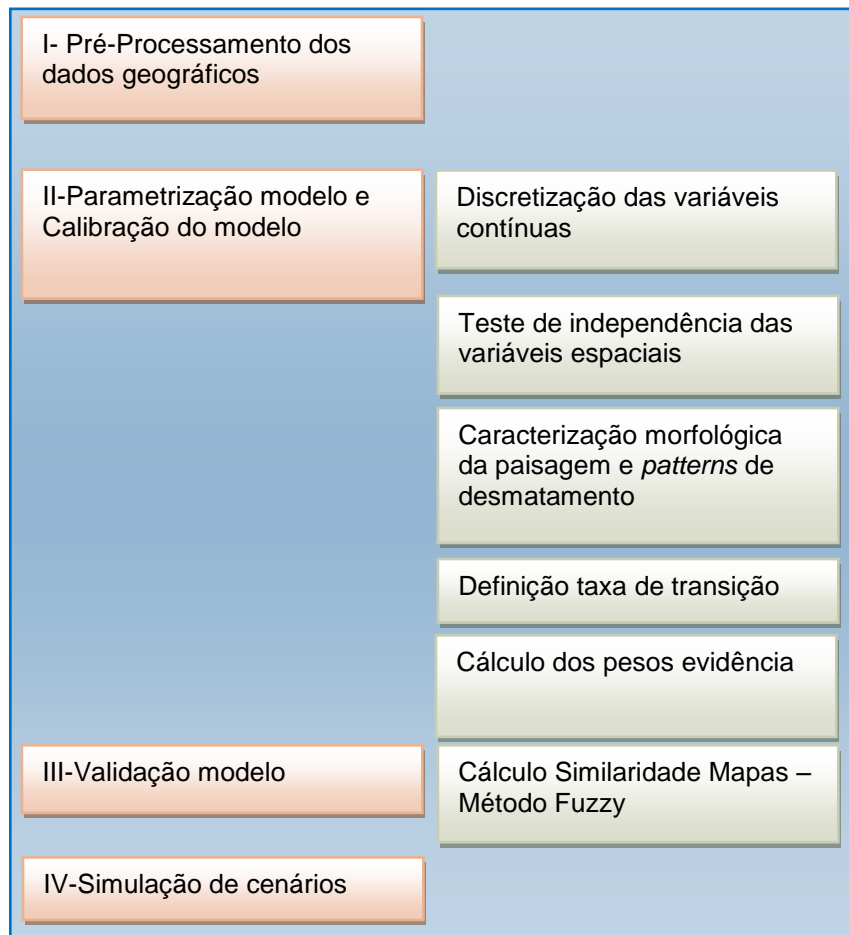 I- Pré-Processamento dos
dados geográficos
II-Parametrização modelo e
Calibração do modelo
Discretização das variáveis
contínuas
Teste de independência das
variáveis espaciais
Caracterização morfológica
da paisagem e patterns de
desmatamento
Definição taxa de transição
Cálculo dos pesos evidência
III-Validação modelo
Cálculo Similaridade Mapas –
Método Fuzzy
IV-Simulação de cenários